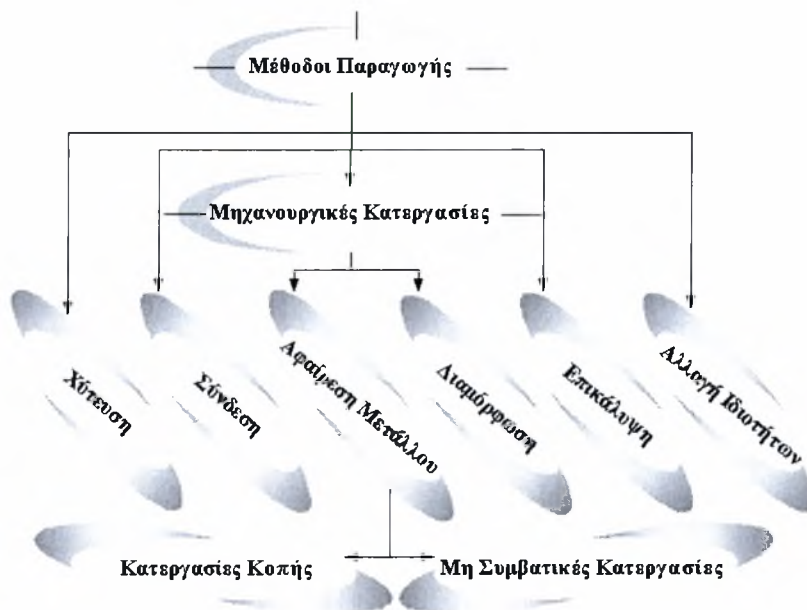 Μέθοδοι Παραγωγής
Μηχανουργικές Κατεργασίες
Χύτευση
Σύνδεση
Αφαίρεση Μετάλλου
Διαμόρφωση
Επικάλυψη
Αλλαγή Ιδιοτήτων
Κατεργασίες Κοπής
Μη Συμβατικές Κατεργασίες